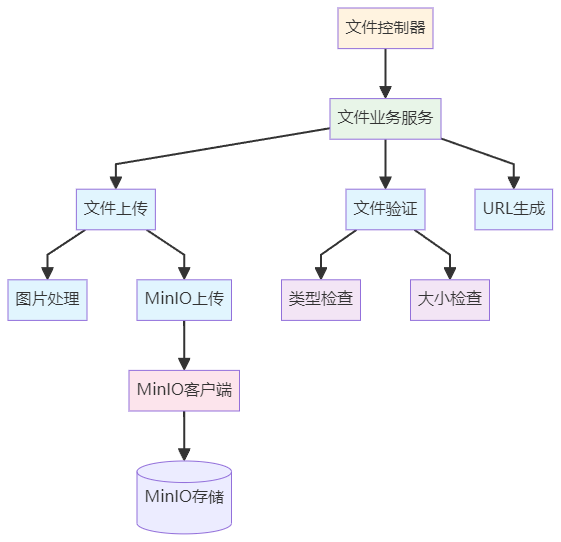 文件控制器
文件业务服务
文件上传
文件验证
URL生成
图片处理
MinIO上传
类型检查
大小检查
MinIO客户端
MinIO存储